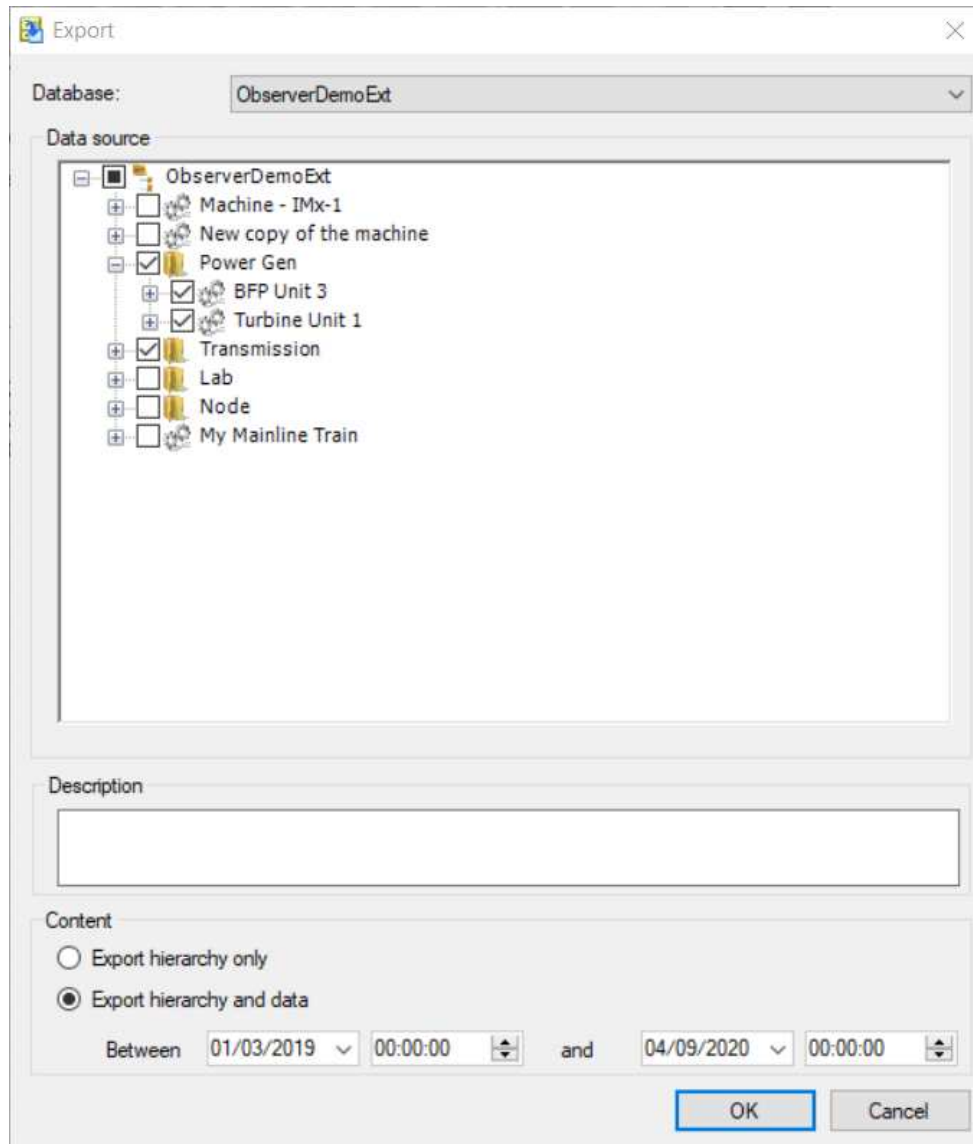 Export
Database: ObserverDemoExt
Data source
ObserverDemoExt
Machine - IMx-1
New copy of the machine
Power Gen
BFP Unit 3
Turbine Unit 1
Transmission
Lab
Node
My Mainline Train
Description
Content
Export hierarchy only
Export hierarchy and data
Between 01/03/2019 00:00:00 and 04/09/2020 00:00:00
OK Cancel